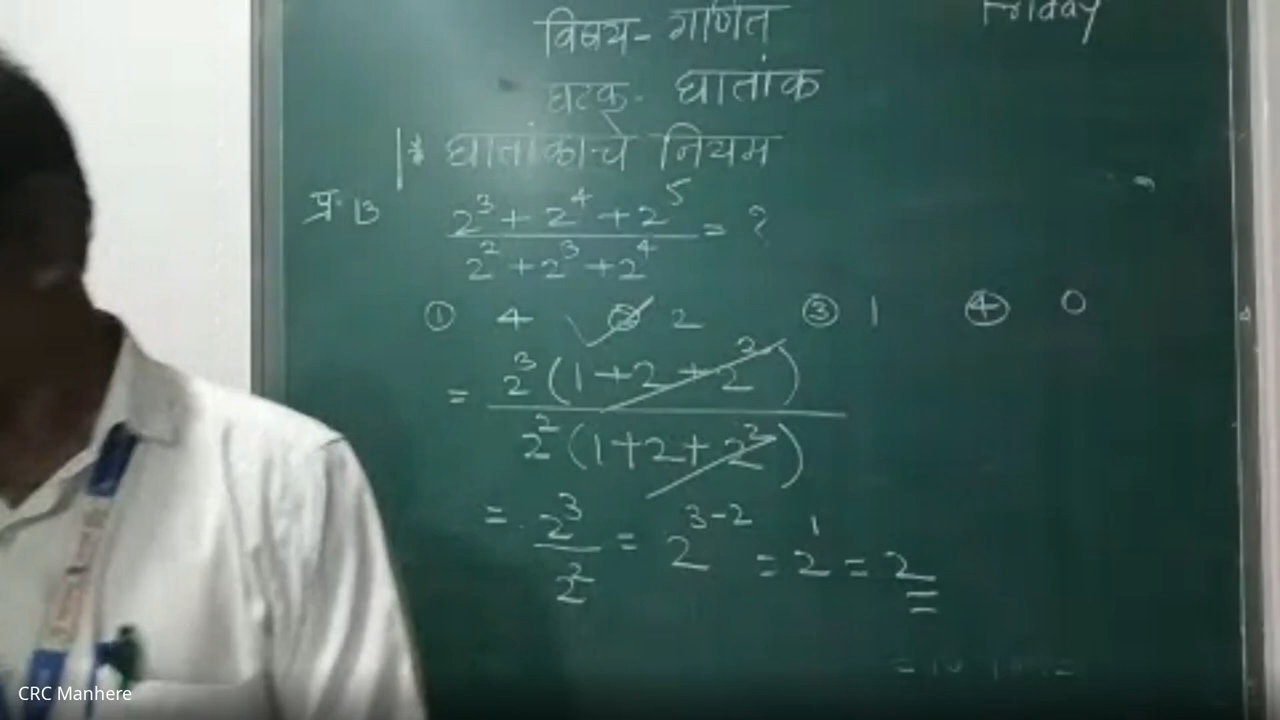 Friday
विषय- गणित
घटक- घातांक
* घातांकाचे नियम
प्र. 13 2³ + 2⁴ + 2⁵ / 2² + 2³ + 2⁴ = ?
① 4 ② 2 ③ 1 ④ 0
= 2³ (1 + 2 + 2²) / 2² (1 + 2 + 2²)
= 2³ / 2² = 2³⁻² = 2¹ = 2
CRC Manhere